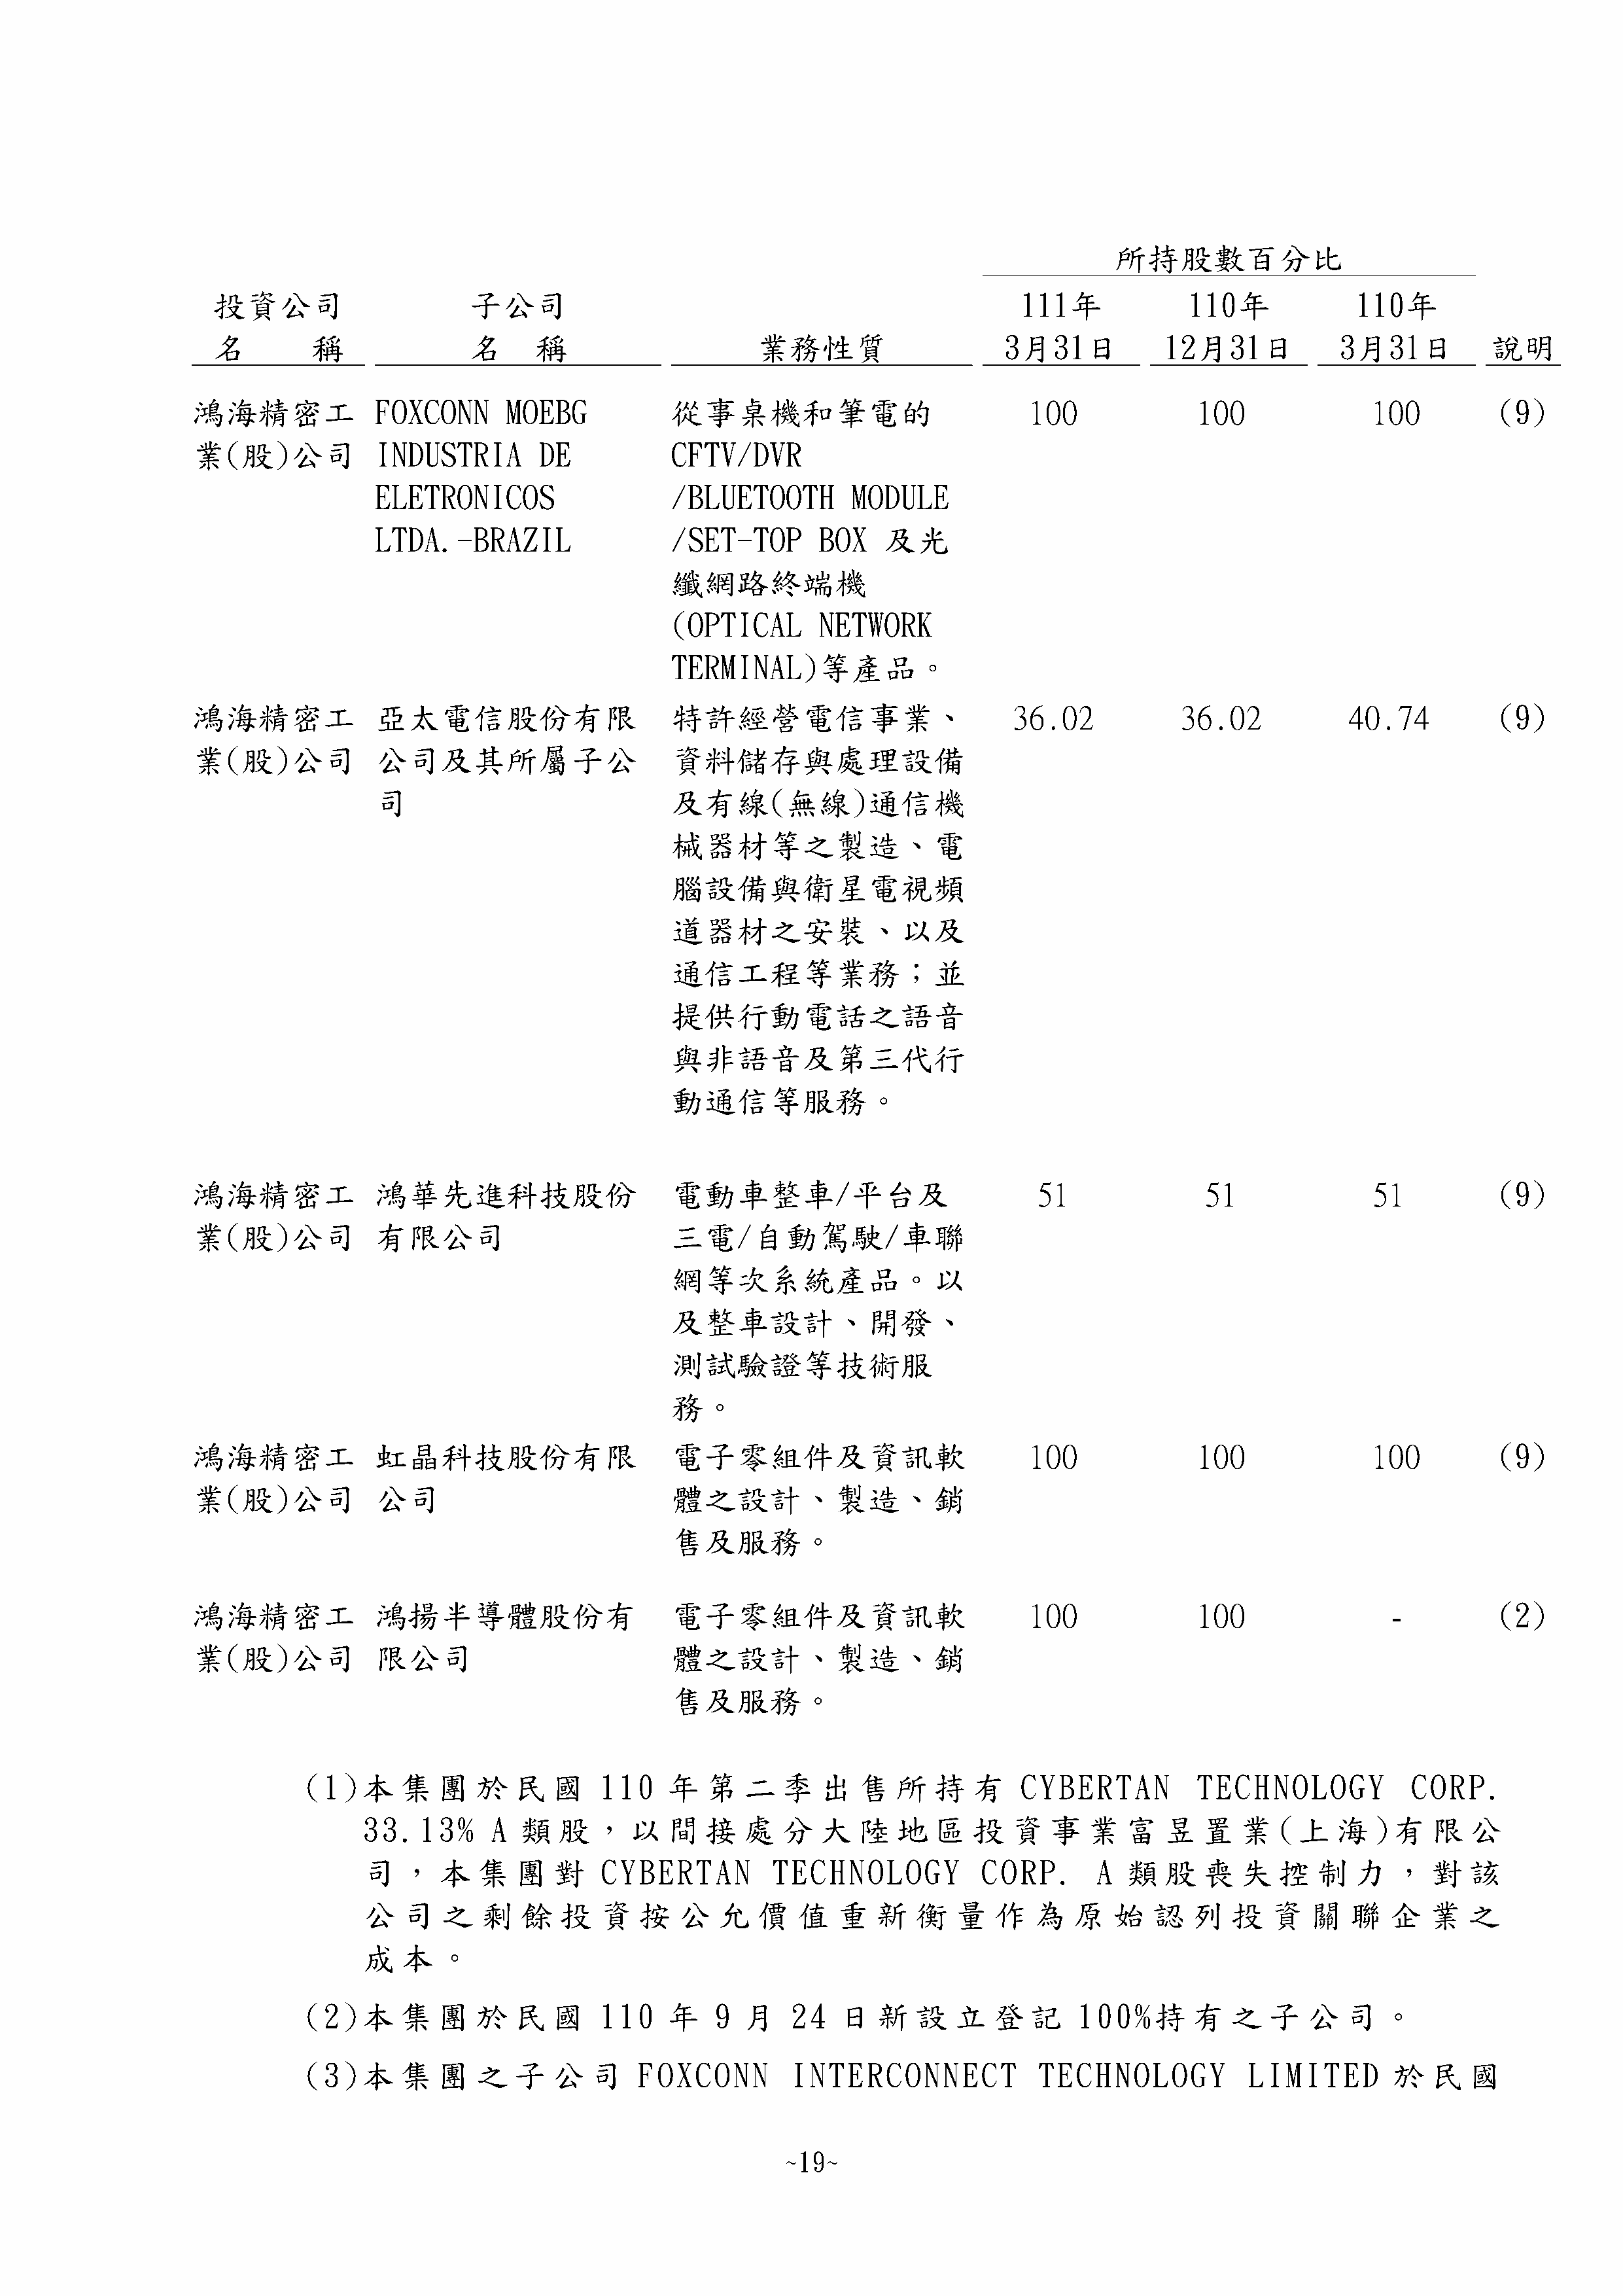 所持股數百分比
投資公司 子公司 111年 110年 110年
名 稱 名 稱 業務性質 3月31日 12月31日 3月31日 說明
鴻海精密工 FOXCONN MOEBG 從事桌機和筆電的 100 100 100 (9)
業(股)公司 INDUSTRIA DE CFTV/DVR
ELETRONICOS /BLUETOOTH MODULE
LTDA.-BRAZIL /SET-TOP BOX 及光
纖網路終端機
(OPTICAL NETWORK
TERMINAL)等產品。
鴻海精密工 亞太電信股份有限 特許經營電信事業、 36.02 36.02 40.74 (9)
業(股)公司 公司及其所屬子公 資料儲存與處理設備
司 及有線(無線)通信機
械器材等之製造、電
腦設備與衛星電視頻
道器材之安裝、以及
通信工程等業務；並
提供行動電話之語音
與非語音及第三代行
動通信等服務。
鴻海精密工 鴻華先進科技股份 電動車整車/平台及 51 51 51 (9)
業(股)公司 有限公司 三電/自動駕駛/車聯
網等次系統產品。以
及整車設計、開發、
測試驗證等技術服
務。
鴻海精密工 虹晶科技股份有限 電子零組件及資訊軟 100 100 100 (9)
業(股)公司 公司 體之設計、製造、銷
售及服務。
鴻海精密工 鴻揚半導體股份有 電子零組件及資訊軟 100 100 - (2)
業(股)公司 限公司 體之設計、製造、銷
售及服務。
(1)本集團於民國 110 年第二季出售所持有 CYBERTAN TECHNOLOGY CORP.
33.13% A 類股，以間接處分大陸地區投資事業富昱置業(上海)有限公
司，本集團對 CYBERTAN TECHNOLOGY CORP. A 類股喪失控制力，對該
公司之剩餘投資按公允價值重新衡量作為原始認列投資關聯企業之
成本。
(2)本集團於民國 110 年 9 月 24 日新設立登記 100%持有之子公司。
(3)本集團之子公司 FOXCONN INTERCONNECT TECHNOLOGY LIMITED 於民國
~19~